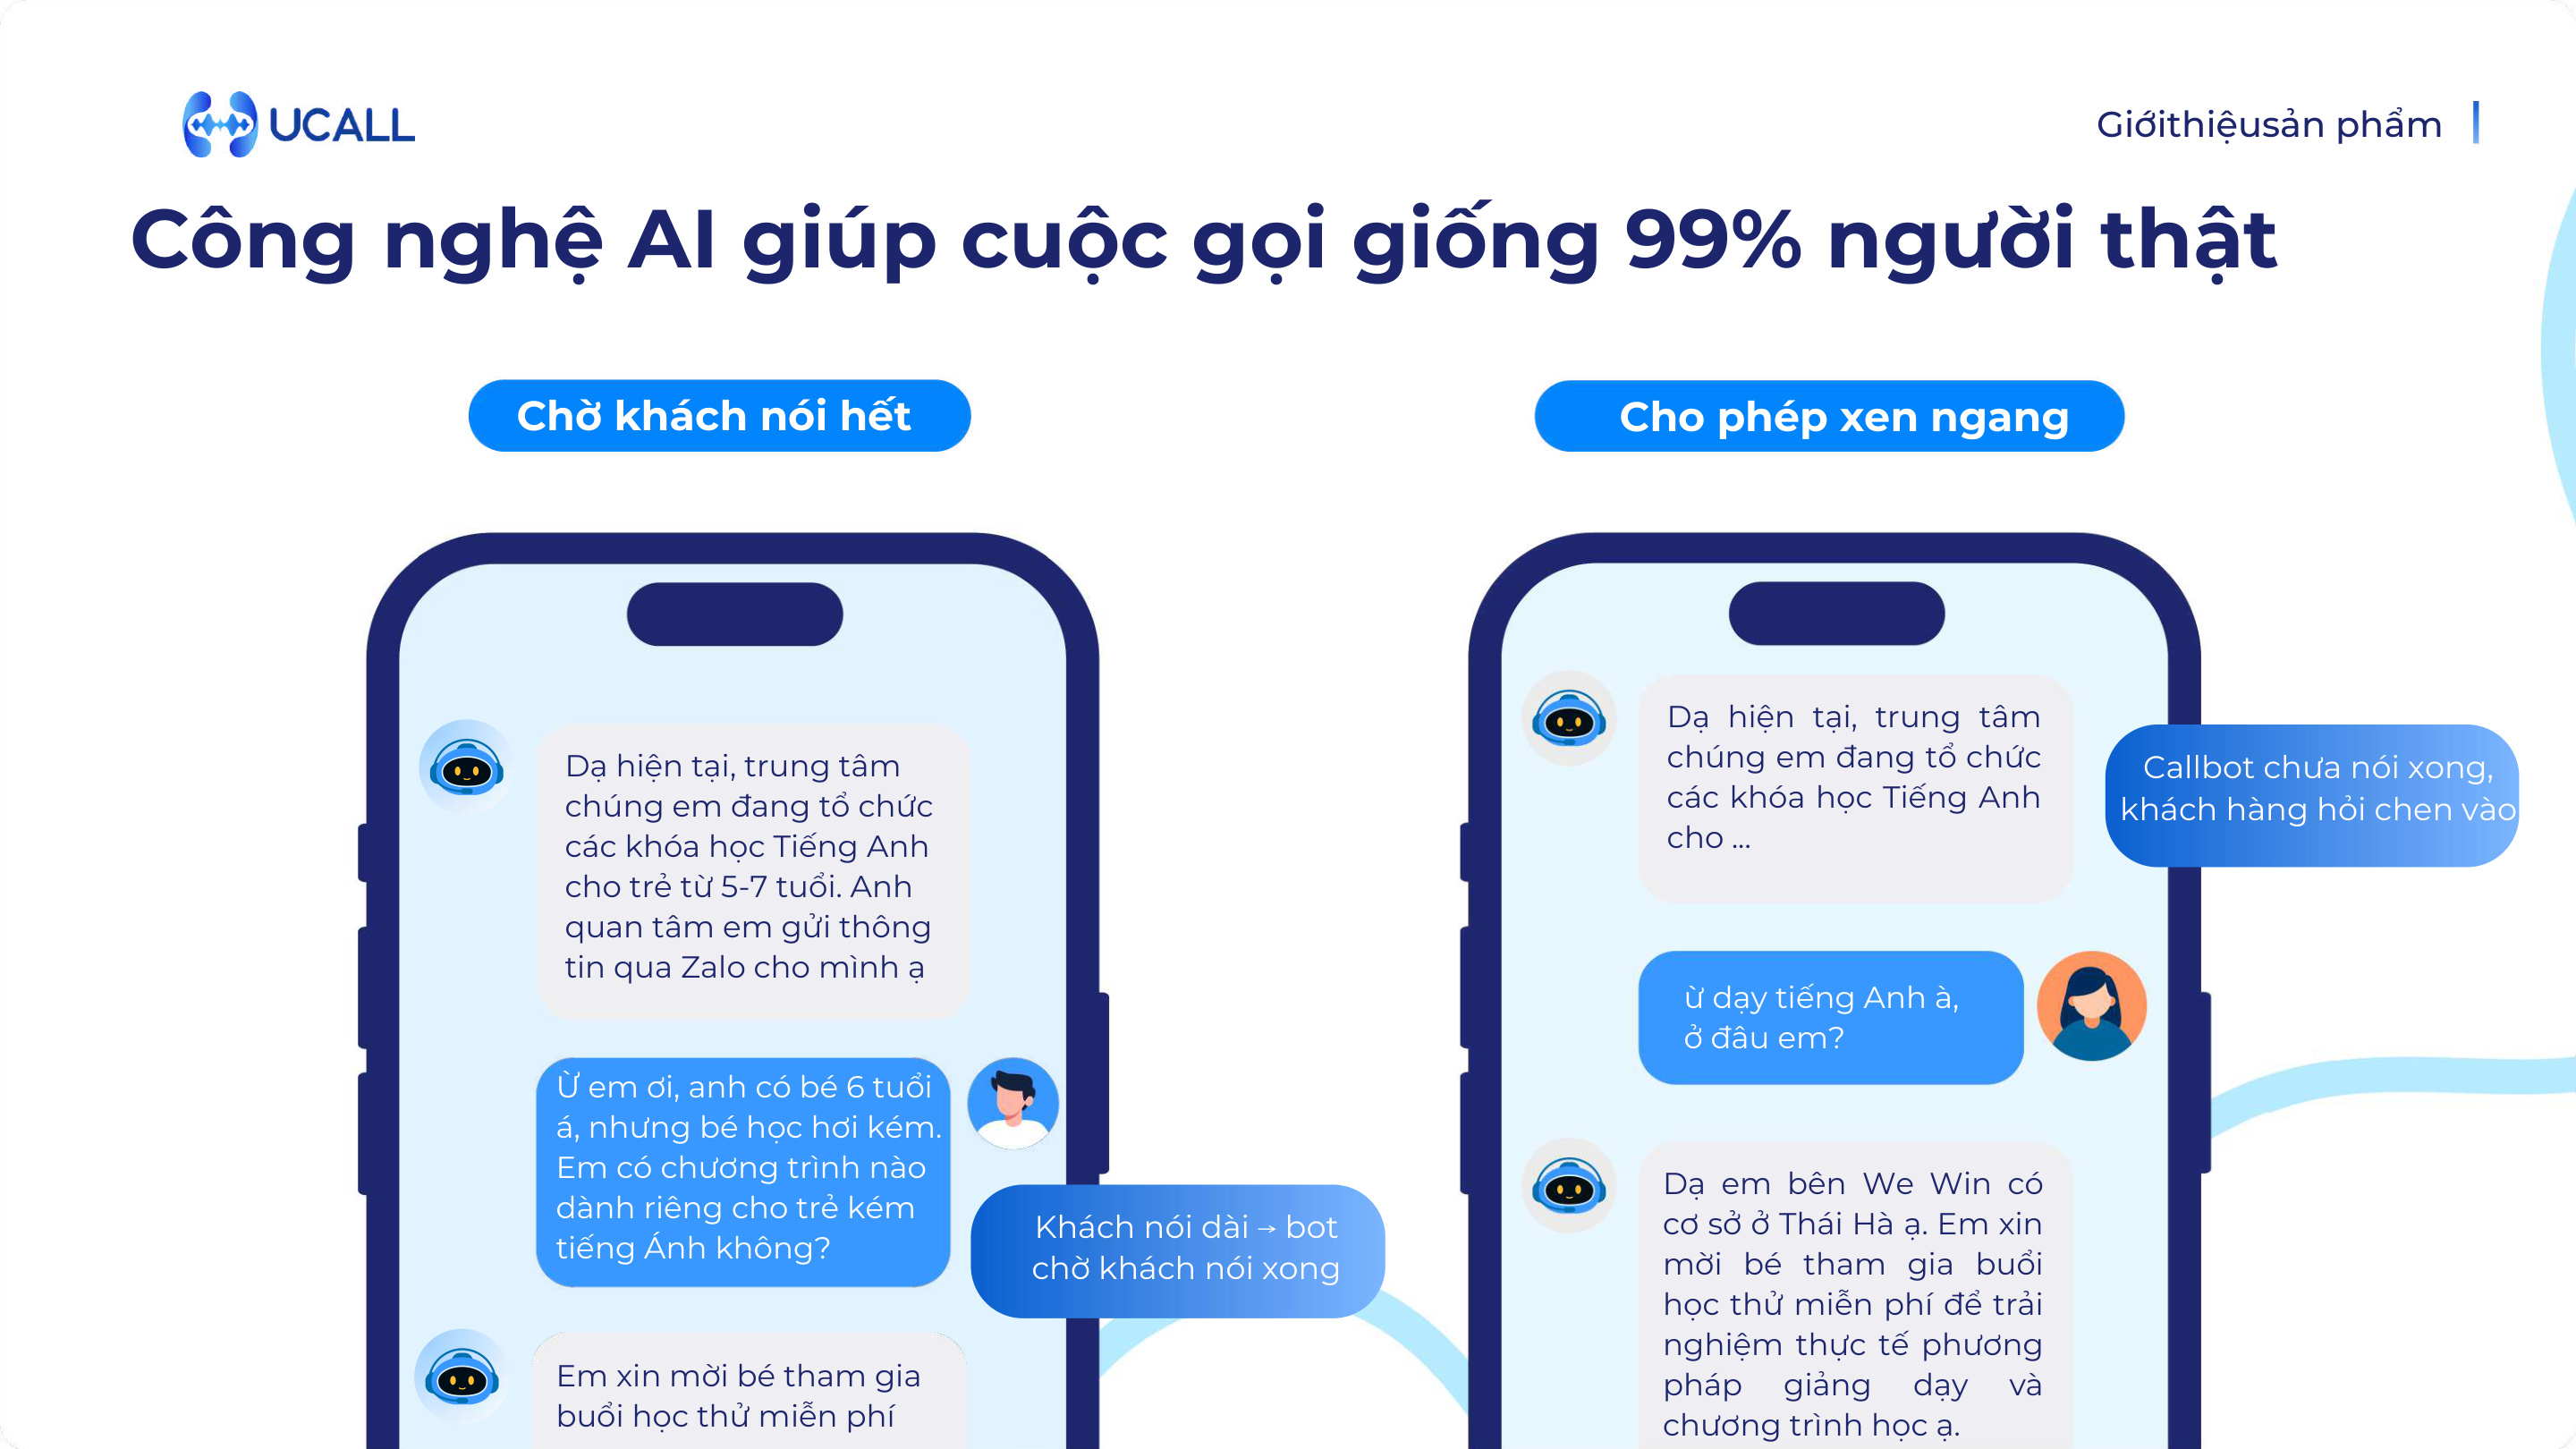 UCALL
Giớithiệusản phẩm
Công nghệ AI giúp cuộc gọi giống 99% người thật
Chờ khách nói hết
Dạ hiện tại, trung tâm
chúng em đang tổ chức
các khóa học Tiếng Anh
cho trẻ từ 5-7 tuổi. Anh
quan tâm em gửi thông
tin qua Zalo cho mình ạ
Ừ em ơi, anh có bé 6 tuổi
á, nhưng bé học hơi kém.
Em có chương trình nào
dành riêng cho trẻ kém
tiếng Ánh không?
Khách nói dài → bot
chờ khách nói xong
Em xin mời bé tham gia
buổi học thử miễn phí
Cho phép xen ngang
Dạ hiện tại, trung tâm
chúng em đang tổ chức
các khóa học Tiếng Anh
cho ...
Callbot chưa nói xong,
khách hàng hỏi chen vào
ừ dạy tiếng Anh à,
ở đâu em?
Dạ em bên We Win có
cơ sở ở Thái Hà ạ. Em xin
mời bé tham gia buổi
học thử miễn phí để trải
nghiệm thực tế phương
pháp giảng dạy và
chương trình học ạ.